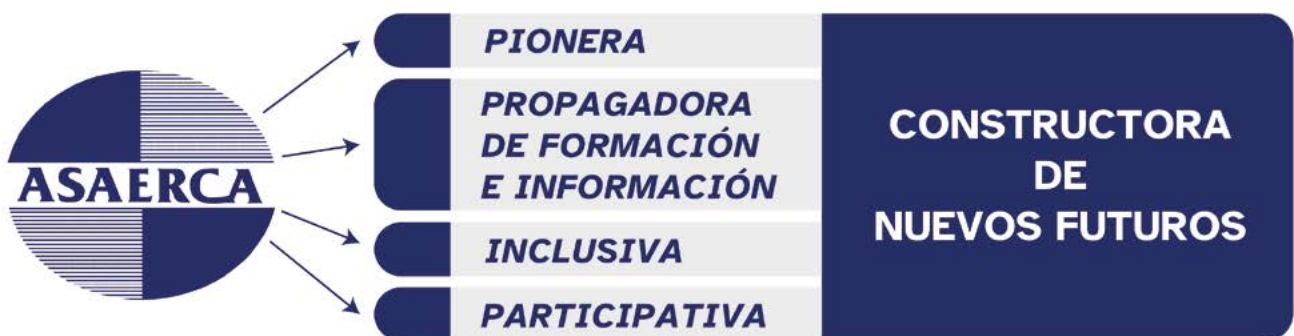 ASAERCA
PIONERA
PROPAGADORA
DE FORMACIÓN
E INFORMACIÓN
INCLUSIVA
PARTICIPATIVA
CONSTRUCTORA
DE
NUEVOS FUTUROS